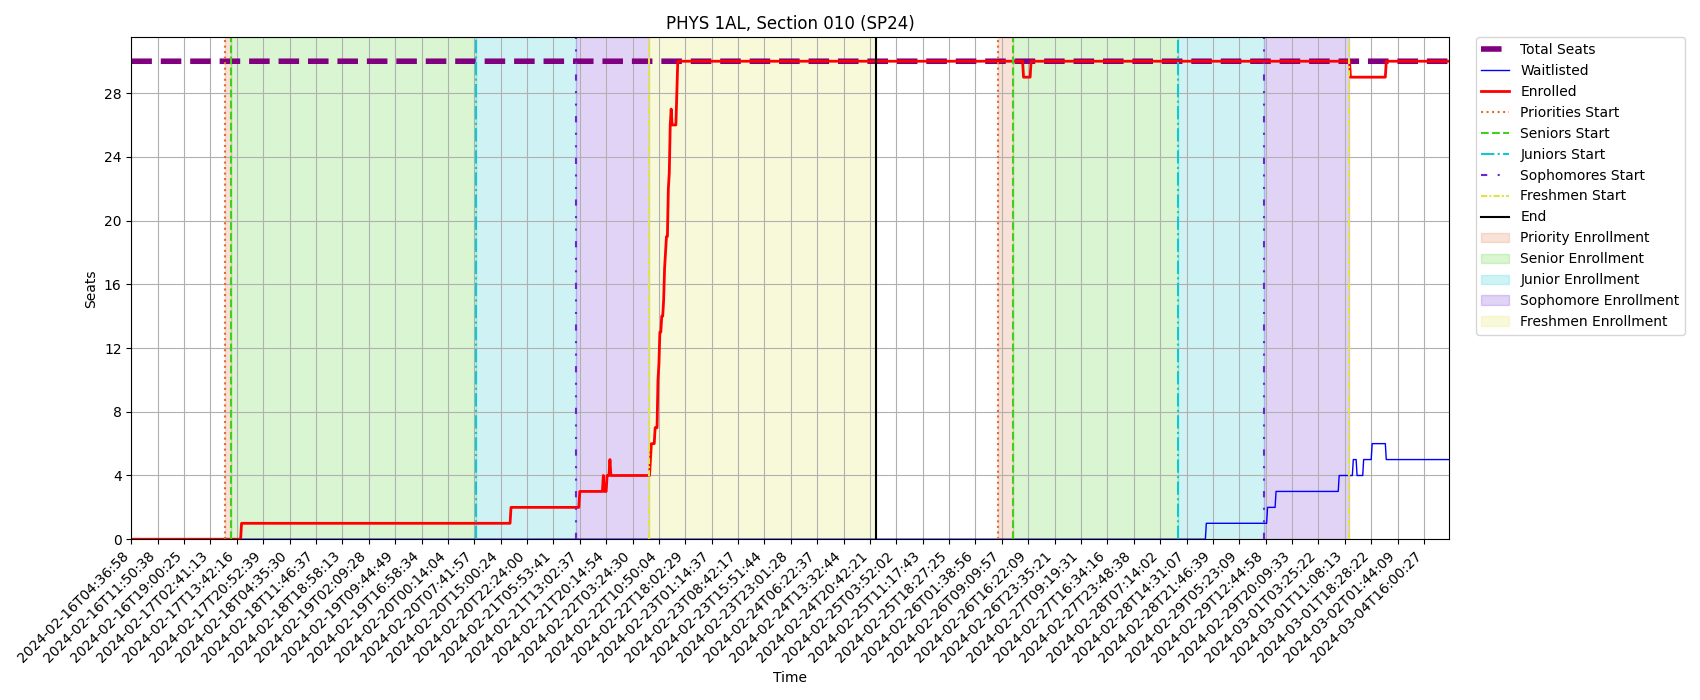 PHYS 1AL, Section 010 (SP24)
Seats
28
24
20
16
12
8
4
0
2024-02-16T04:36:58
2024-02-16T11:50:38
2024-02-16T19:00:25
2024-02-17T02:41:13
2024-02-17T13:42:16
2024-02-17T20:52:39
2024-02-18T04:35:30
2024-02-18T11:46:37
2024-02-18T18:58:13
2024-02-19T02:09:28
2024-02-19T09:44:49
2024-02-19T16:58:34
2024-02-20T00:14:04
2024-02-20T07:41:57
2024-02-20T15:00:24
2024-02-20T22:24:00
2024-02-21T05:53:41
2024-02-21T13:02:37
2024-02-21T20:14:54
2024-02-22T03:24:30
2024-02-22T10:50:04
2024-02-22T18:02:29
2024-02-23T01:14:37
2024-02-23T08:42:17
2024-02-23T15:51:44
2024-02-23T23:01:28
2024-02-24T06:22:37
2024-02-24T13:32:44
2024-02-24T20:42:21
2024-02-25T03:52:02
2024-02-25T11:17:43
2024-02-25T18:27:25
2024-02-26T01:38:56
2024-02-26T09:09:57
2024-02-26T16:22:09
2024-02-26T23:35:21
2024-02-27T09:19:31
2024-02-27T16:34:16
2024-02-27T23:48:38
2024-02-28T07:14:02
2024-02-28T14:31:07
2024-02-28T21:46:39
2024-02-29T05:23:09
2024-02-29T12:44:58
2024-02-29T20:09:33
2024-03-01T03:25:22
2024-03-01T11:08:13
2024-03-01T18:28:22
2024-03-02T01:44:09
2024-03-04T16:00:27
Time
Total Seats
Waitlisted
Enrolled
Priorities Start
Seniors Start
Juniors Start
Sophomores Start
Freshmen Start
End
Priority Enrollment
Senior Enrollment
Junior Enrollment
Sophomore Enrollment
Freshmen Enrollment